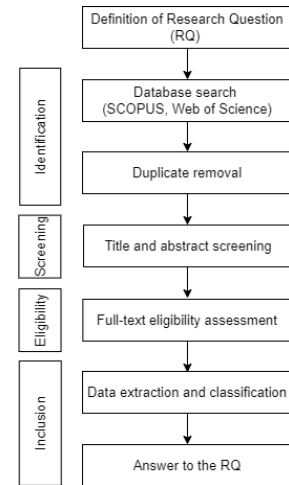 Definition of Research Question
(RQ)
Identification
Database search
(SCOPUS, Web of Science)
Duplicate removal
Screening
Title and abstract screening
Eligibility
Full-text eligibility assessment
Inclusion
Data extraction and classification
Answer to the RQ